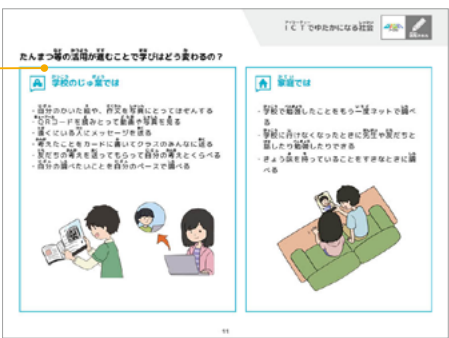 ICTでゆたかになる社会
たんまつ等の活用が進むことで学びはどう変わるの？
学校のじゅ業では
・自分のかいた絵や、作文を写真にとってほぞんする
・QRコードを読みとって動画や写真を見る
・遠くにいる人にメッセージを送る
・考えたことをカードに書いてクラスのみんなに送る
・友だちの考えを送ってもらって自分の考えとくらべる
・自分の調べたいことを自分のペースで調べる
家庭では
・学校で勉強したことをもう一度ネットで調べ
る
・学校に行けなくなったときに先生や友だちと
話したり勉強したりできる
・きょう味を持っていることをすきなときに調
べる
11